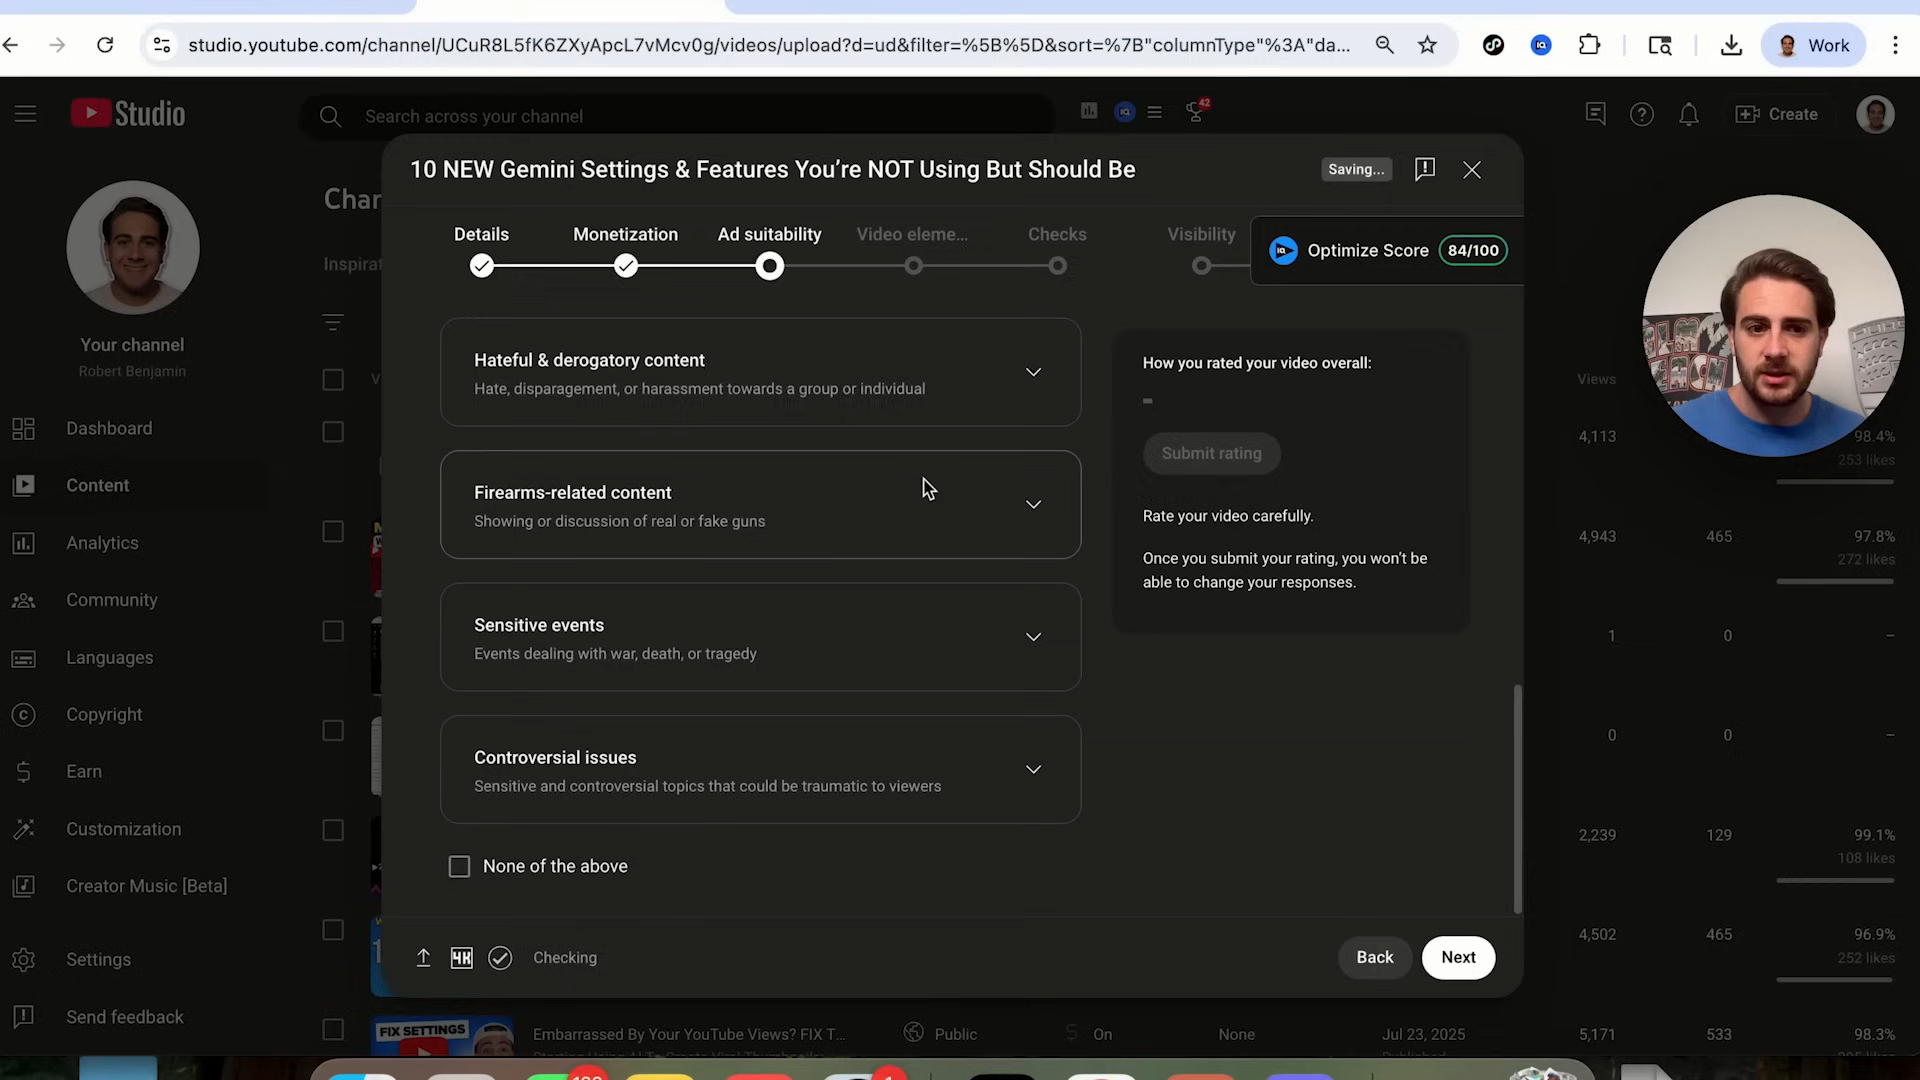 studio.youtube.com/channel/UCuR8L5fK6ZXyApcL7vMcv0g/videos/upload?d=ud&filter=%5B%5D&sort=%7B"columnType"%3A"da...
Work
Studio
Search across your channel
42
Create
10 NEW Gemini Settings & Features You're NOT Using But Should Be
Saving...
Details
Monetization
Ad suitability
Video eleme...
Checks
Visibility
Optimize Score 84/100
Your channel
Robert Benjamin
Dashboard
Content
Analytics
Community
Languages
Copyright
Earn
Customization
Creator Music [Beta]
Settings
Send feedback
Hateful & derogatory content
Hate, disparagement, or harassment towards a group or individual
Firearms-related content
Showing or discussion of real or fake guns
Sensitive events
Events dealing with war, death, or tragedy
Controversial issues
Sensitive and controversial topics that could be traumatic to viewers
None of the above
How you rated your video overall:
-
Submit rating
Rate your video carefully.
Once you submit your rating, you won't be
able to change your responses.
4K
Checking
Back
Next
Views
4,113 98.4%
253 likes
4,943 465 97.8%
272 likes
1 0 –
0 0 –
2,239 129 99.1%
108 likes
4,502 465 96.9%
252 likes
FIX SETTINGS
Embarrassed By Your YouTube Views? FIX T...
Public
On
None
Jul 23, 2025
5,171 533 98.3%